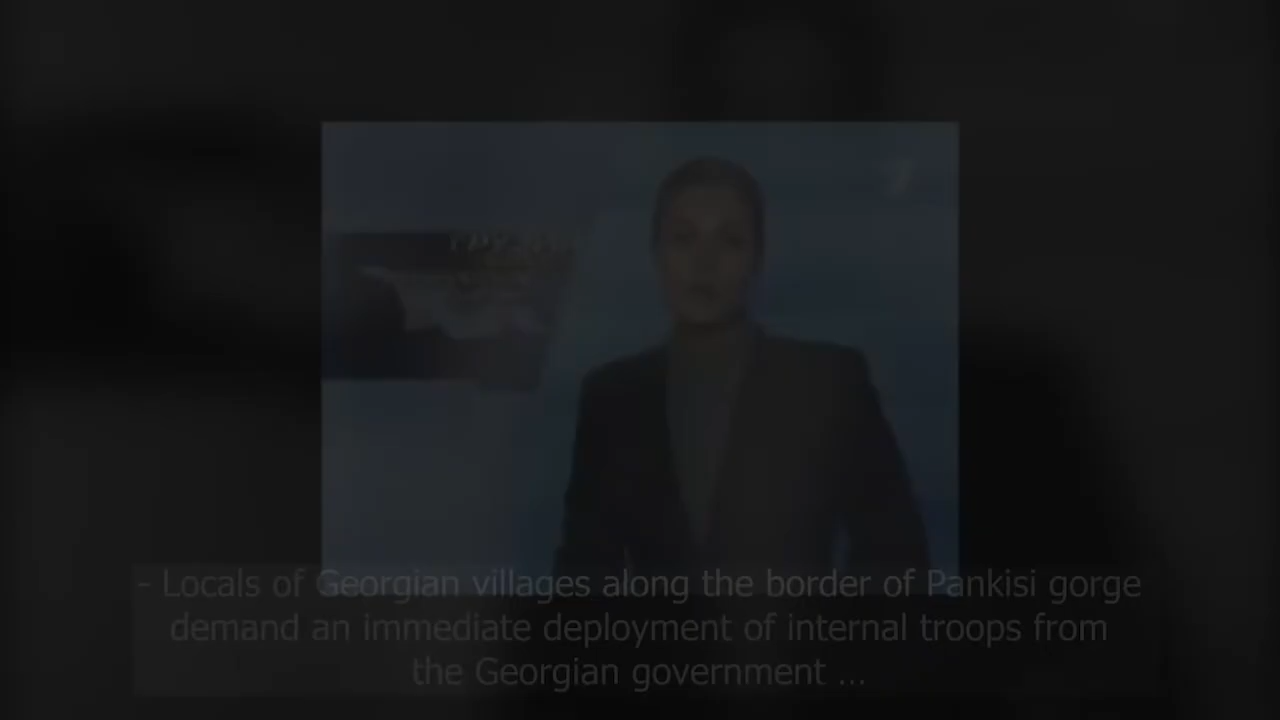 - Locals of Georgian villages along the border of Pankisi gorge
demand an immediate deployment of internal troops from
the Georgian government ...